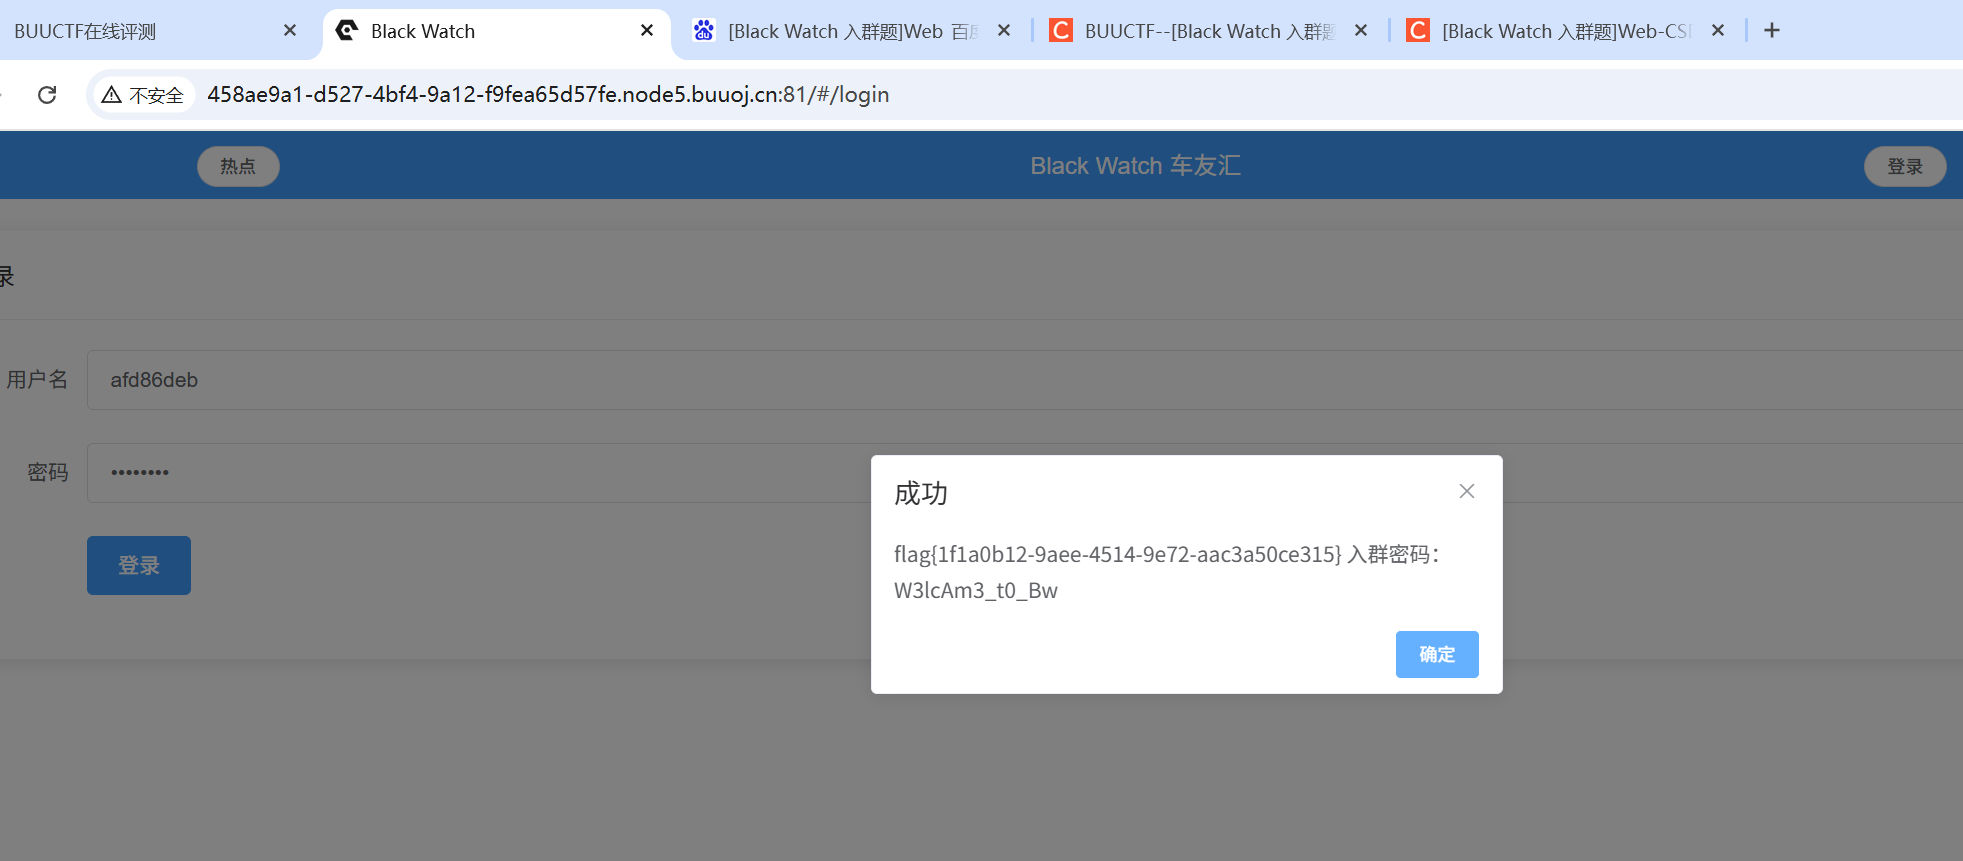 BUUCTF在线评测
Black Watch
[Black Watch 入群题]Web 百
BUUCTF--[Black Watch 入群题
[Black Watch 入群题]Web-CS
不安全
458ae9a1-d527-4bf4-9a12-f9fea65d57fe.node5.buuoj.cn:81/#/login
热点
Black Watch 车友汇
登录
录
用户名
afd86deb
密码
••••••••
登录
成功
flag{1f1a0b12-9aee-4514-9e72-aac3a50ce315} 入群密码：
W3lcAm3_t0_Bw
确定